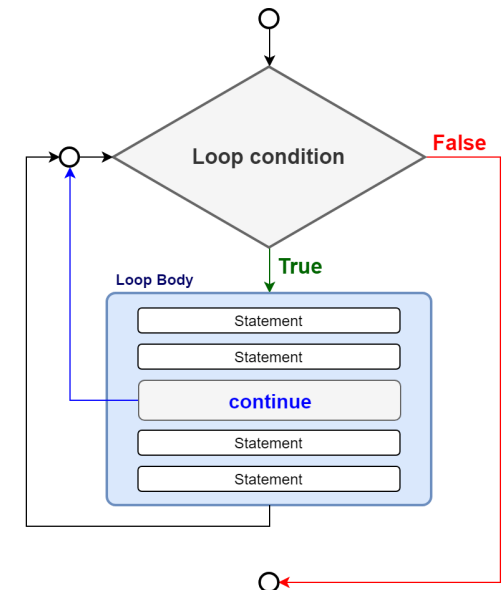 Loop condition
False
True
Loop Body
Statement
Statement
continue
Statement
Statement